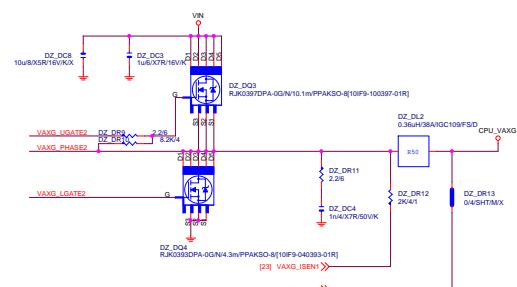 VIN
DZ_DC8
10u/8/X5R/16V/K/X
DZ_DC3
1u/6/X7R/16V/K
D1
D2
D3
D4
D5
DZ_DQ3
RJK0397DPA-0G/N/10.1m/PPAKSO-8[10IF9-100397-01R]
G
S3
S2
S1
VAXG_UGATE2
DZ_DR9
2.2/6
8.2K/4
VAXG_PHASE2
D1
D2
D3
D4
D5
DZ_DL2
0.36uH/38A/IGC109/FS/D
CPU_VAXG
R50
DZ_DR11
2.2/6
DZ_DR12
2K/4/1
DZ_DR13
0/4/SHT/M/X
VAXG_LGATE2
G
S3
S2
S1
DZ_DC4
1n/4/X7R/50V/K
DZ_DQ4
RJK0393DPA-0G/N/4.3m/PPAKSO-8/[10IF9-040393-01R]
[23] VAXG_ISEN1